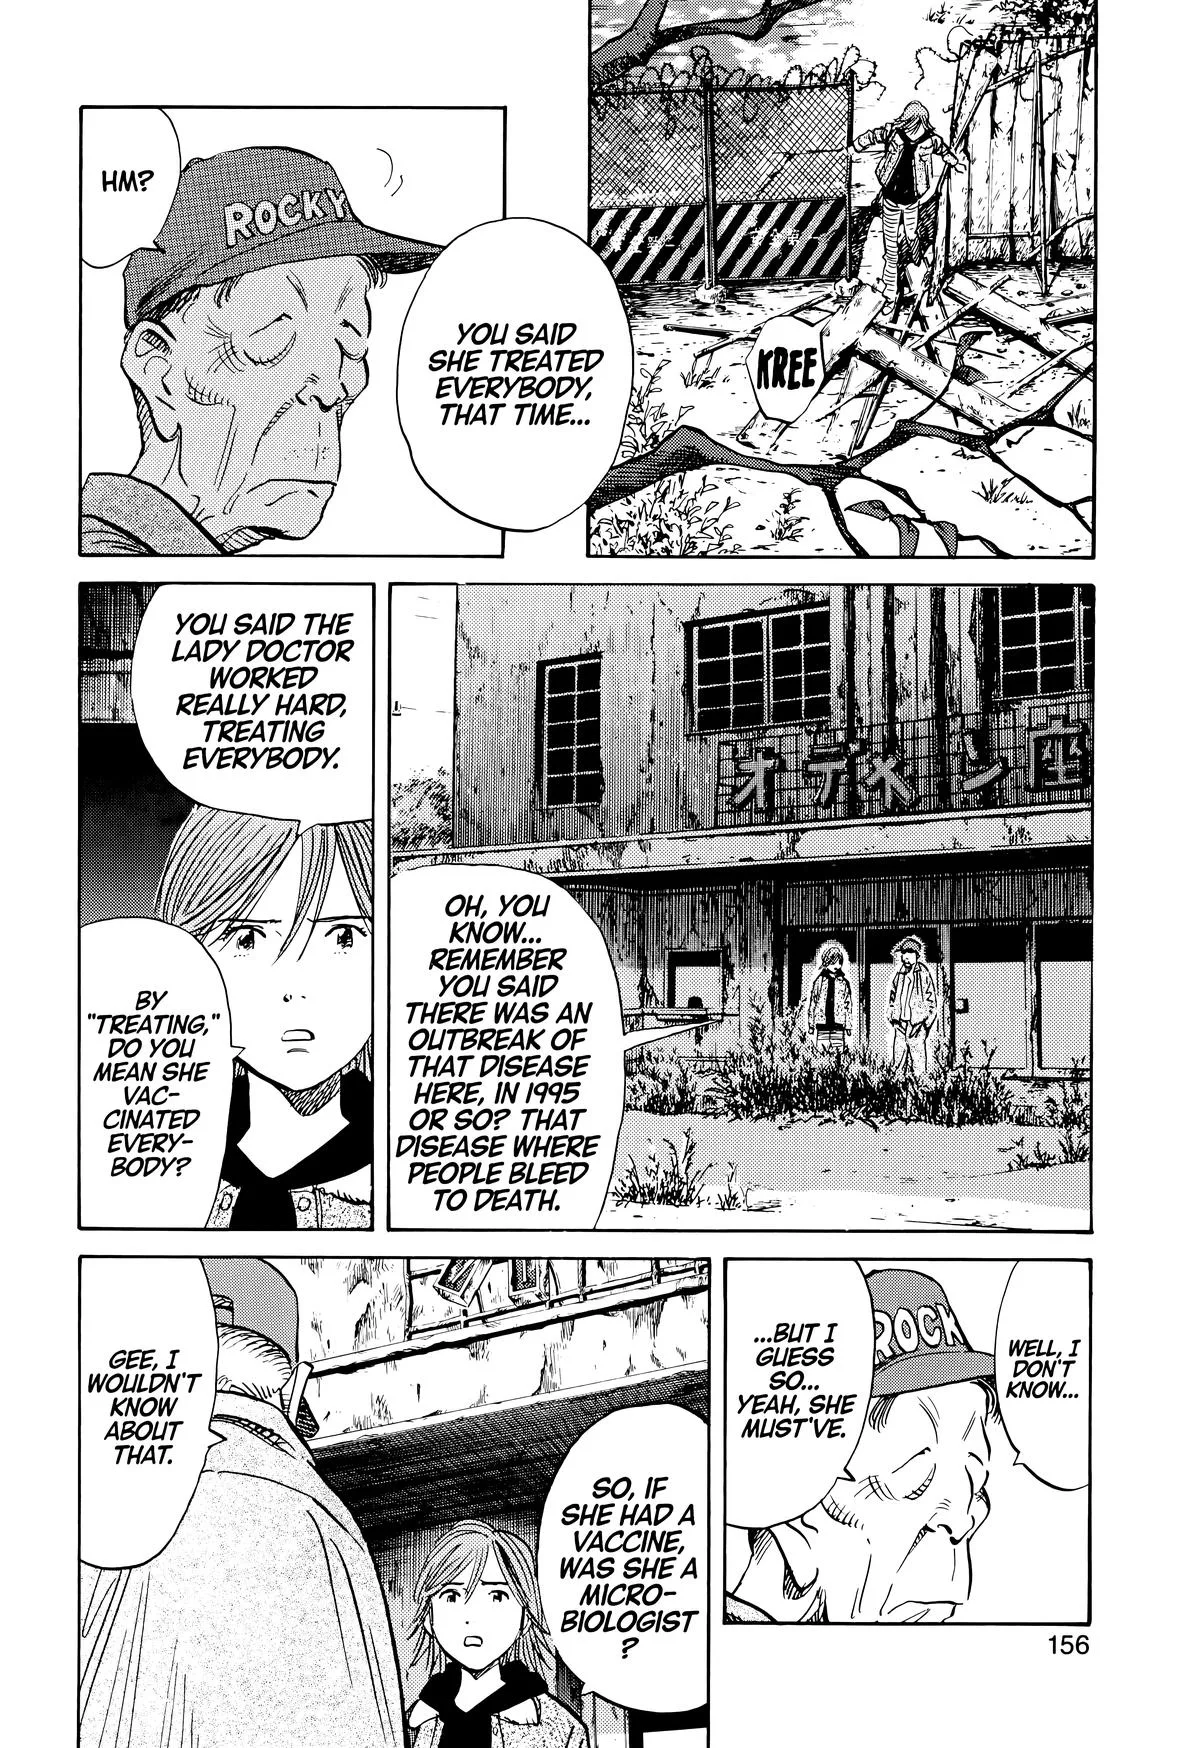 KREE
YOU SAID
SHE TREATED
EVERYBODY,
THAT TIME...
HM?
ROCKY
オデオン座
OH, YOU
KNOW...
REMEMBER
YOU SAID
THERE WAS AN
OUTBREAK OF
THAT DISEASE
HERE, IN 1995
OR SO? THAT
DISEASE WHERE
PEOPLE BLEED
TO DEATH.
YOU SAID THE
LADY DOCTOR
WORKED
REALLY HARD,
TREATING
EVERYBODY.
BY
"TREATING,"
DO YOU
MEAN SHE
VAC-
CINATED
EVERY-
BODY?
WELL, I
DON'T
KNOW...
ROCK
...BUT I
GUESS
SO...
YEAH, SHE
MUST'VE.
SO, IF
SHE HAD A
VACCINE,
WAS SHE A
MICRO-
BIOLOGIST
?
GEE, I
WOULDN'T
KNOW
ABOUT
THAT.
156